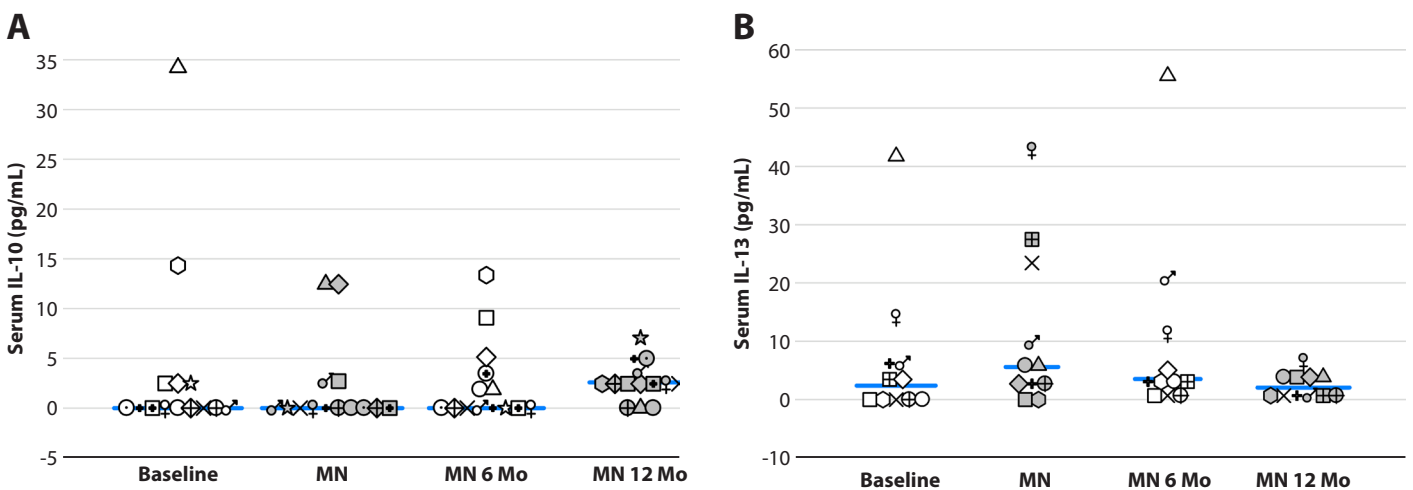 A
Serum IL-10 (pg/mL)
35
30
25
20
15
10
5
0
-5
Baseline
MN
MN 6 Mo
MN 12 Mo
B
Serum IL-13 (pg/mL)
60
50
40
30
20
10
0
-10
Baseline
MN
MN 6 Mo
MN 12 Mo